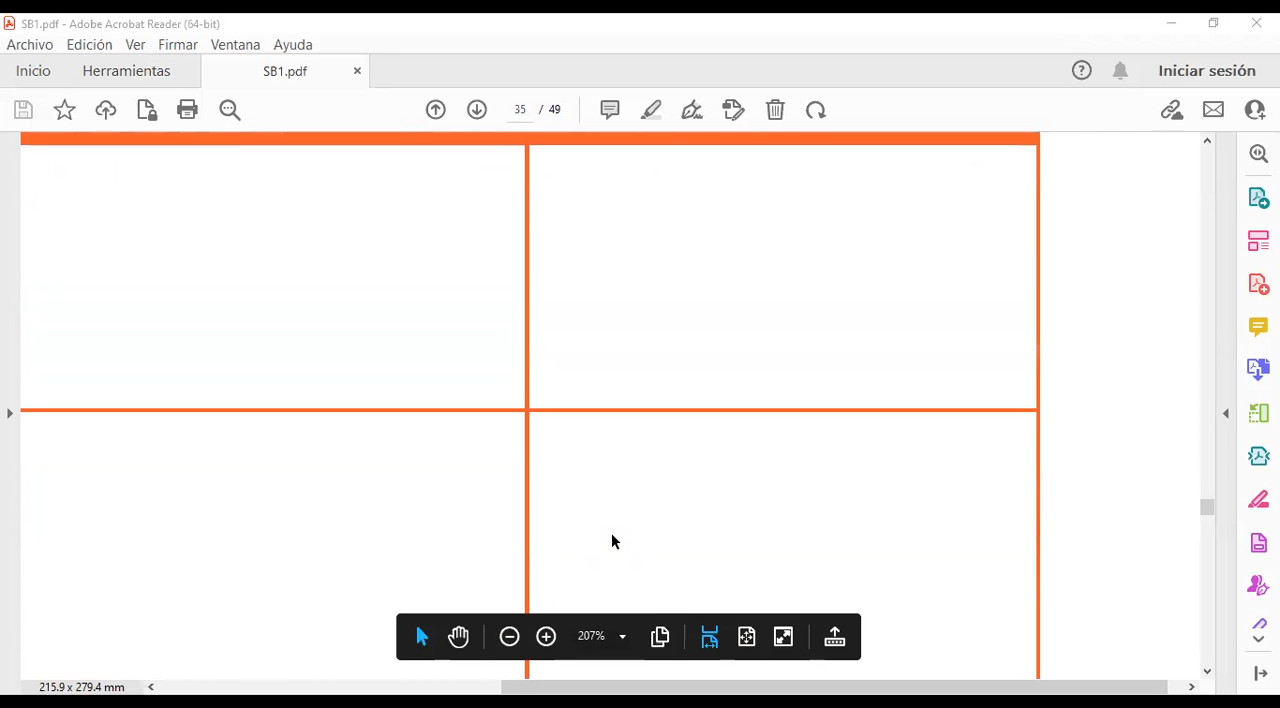 SB1.pdf - Adobe Acrobat Reader (64-bit)
Archivo Edición Ver Firmar Ventana Ayuda
Inicio Herramientas SB1.pdf × Iniciar sesión
35 / 49
207%
215.9 x 279.4 mm